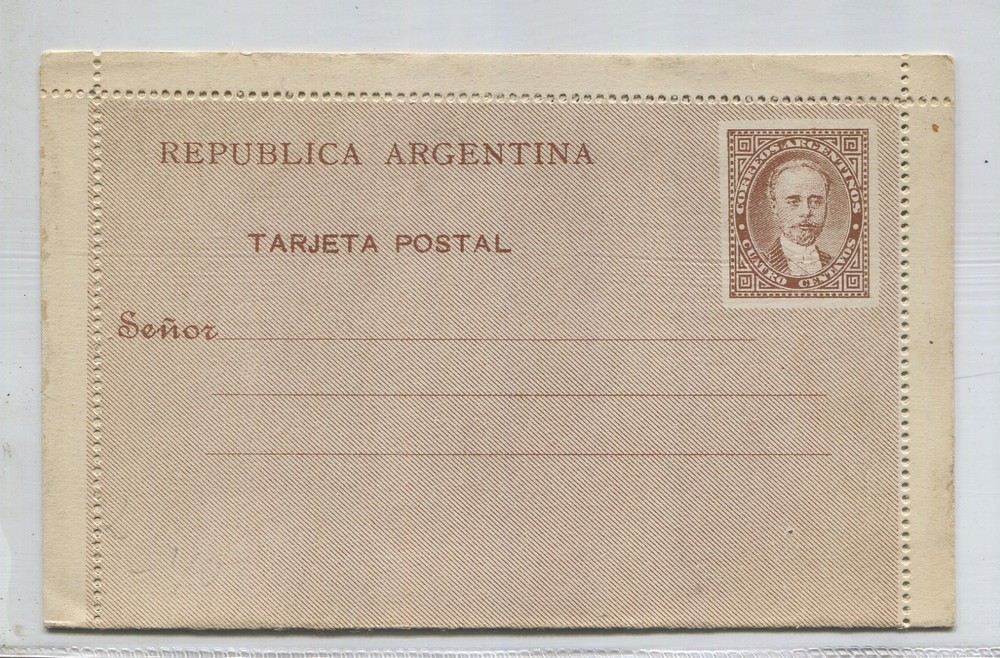 REPUBLICA ARGENTINA
TARJETA POSTAL
CORREOS ARGENTINOS
CUATRO CENTAVOS
Señor